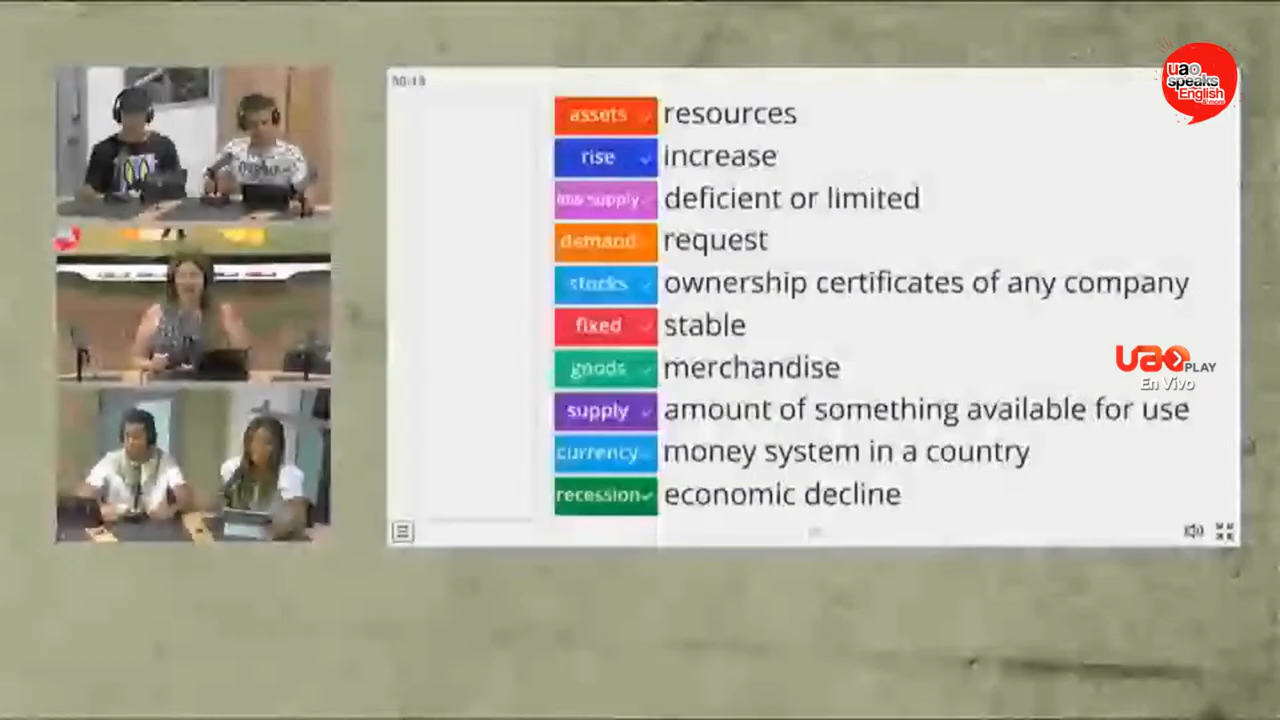 uao
speaks
English
assets resources
rise increase
low supply deficient or limited
demand request
stocks ownership certificates of any company
fixed stable
goods merchandise
supply amount of something available for use
currency money system in a country
recession economic decline
uao PLAY
En Vivo